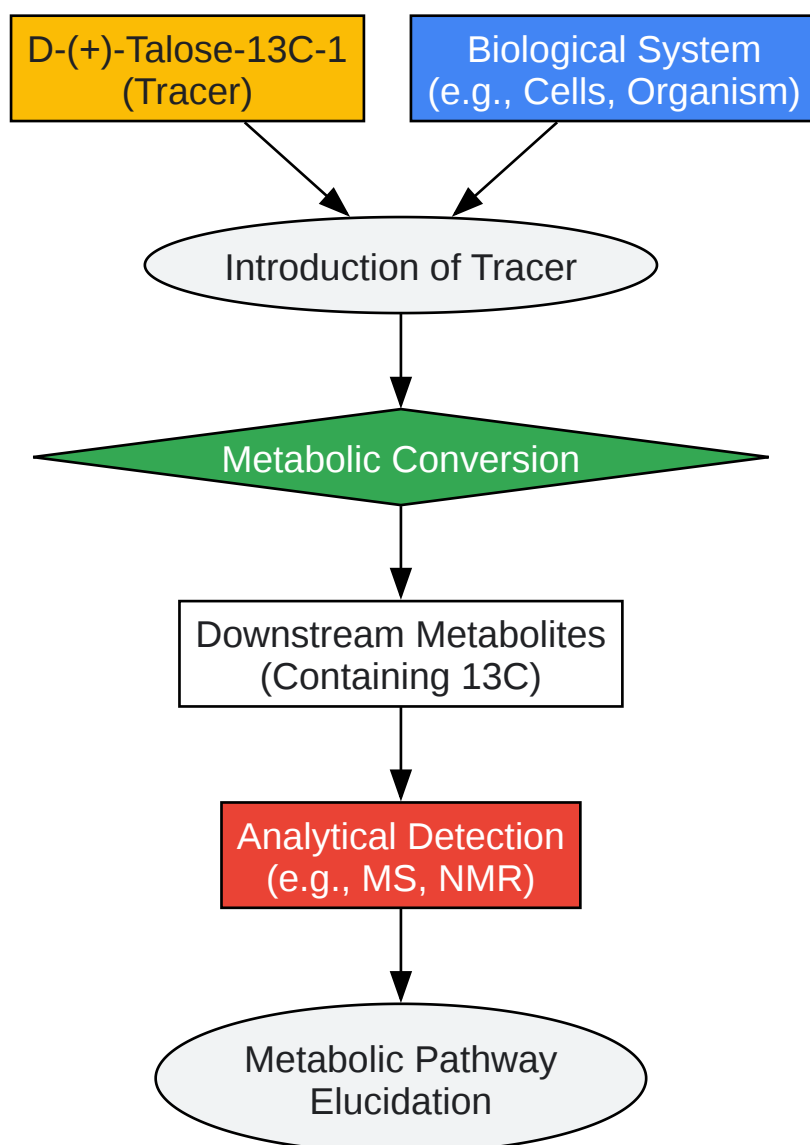 D-(+)-Talose-13C-1
(Tracer)
Biological System
(e.g., Cells, Organism)
Introduction of Tracer
Metabolic Conversion
Downstream Metabolites
(Containing 13C)
Analytical Detection
(e.g., MS, NMR)
Metabolic Pathway
Elucidation